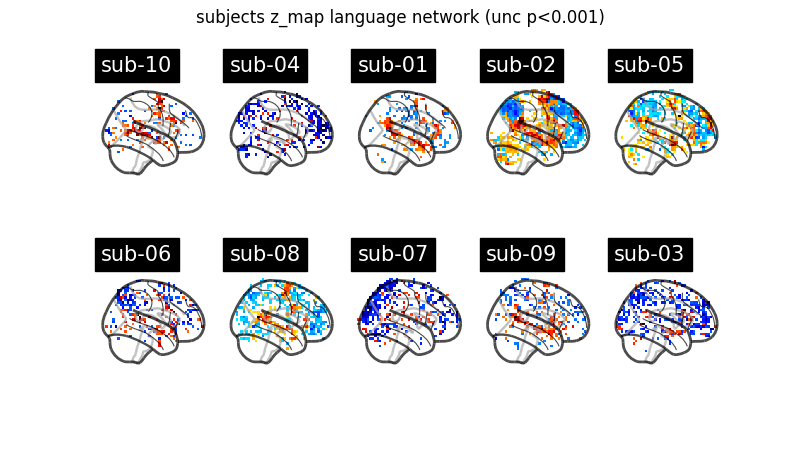 subjects z_map language network (unc p<0.001)
sub-10
sub-04
sub-01
sub-02
sub-05
sub-06
sub-08
sub-07
sub-09
sub-03